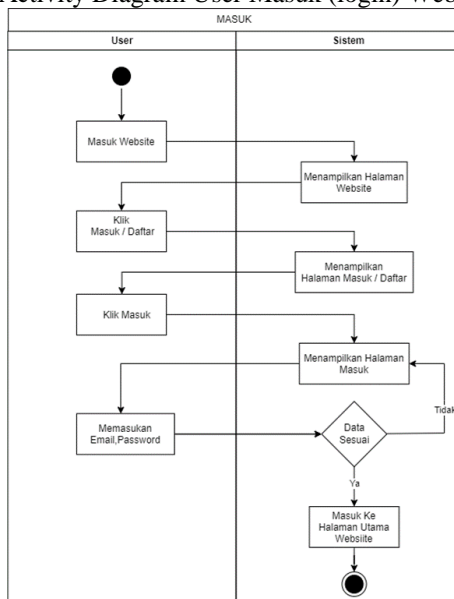 Activity Diagram User Masuk (login) Web
MASUK
User
Sistem
Masuk Website
Menampilkan Halaman
Website
Klik
Masuk / Daftar
Menampilkan
Halaman Masuk / Daftar
Klik Masuk
Menampilkan Halaman
Masuk
Memasukan
Email,Password
Data
Sesuai
Tidak
Ya
Masuk Ke
Halaman Utama
Websiite